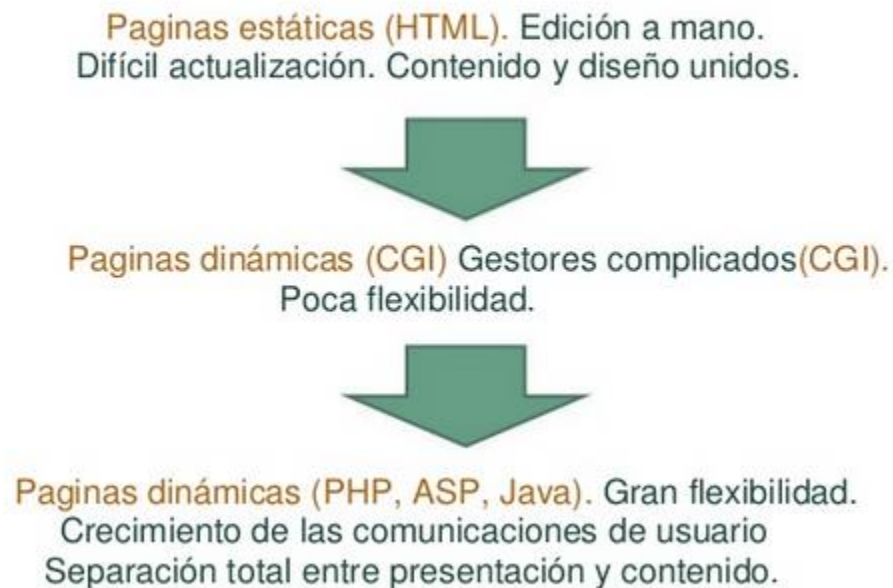 Paginas estáticas (HTML). Edición a mano.
Difícil actualización. Contenido y diseño unidos.
Paginas dinámicas (CGI) Gestores complicados(CGI).
Poca flexibilidad.
Paginas dinámicas (PHP, ASP, Java). Gran flexibilidad.
Crecimiento de las comunicaciones de usuario
Separación total entre presentación y contenido.